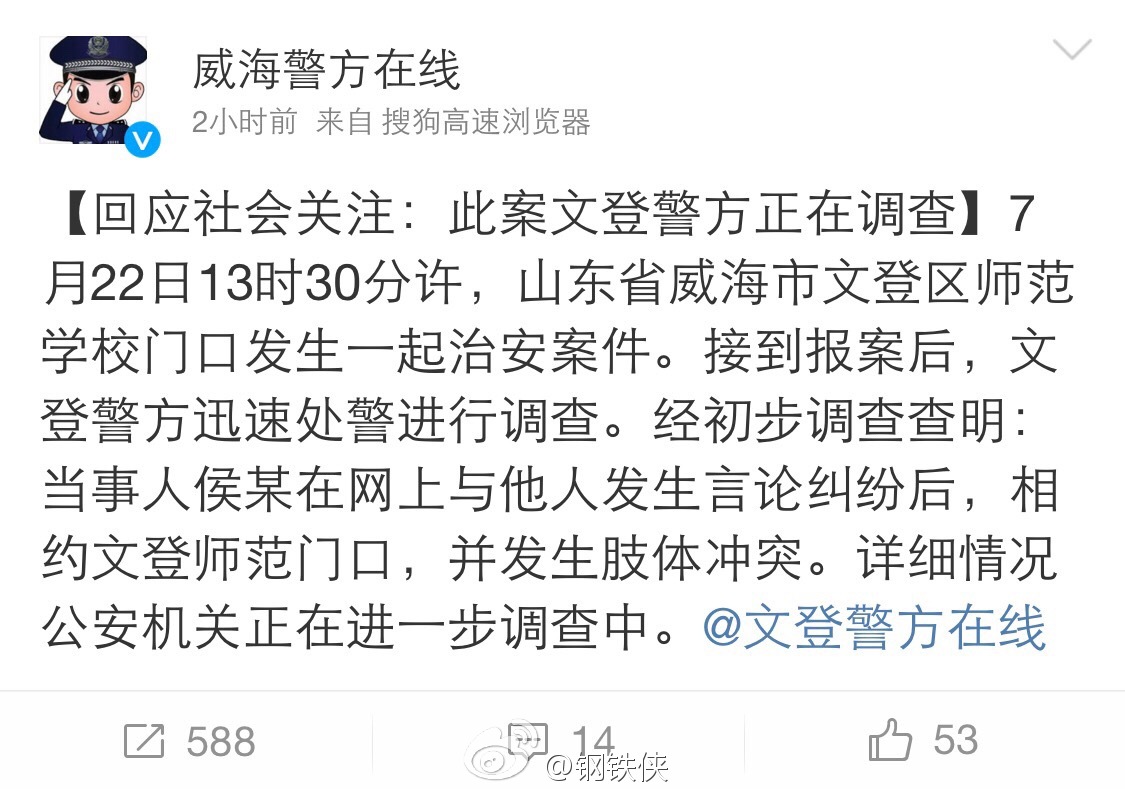 威海警方在线
2小时前 来自 搜狗高速浏览器
【回应社会关注：此案文登警方正在调查】7
月22日13时30分许，山东省威海市文登区师范
学校门口发生一起治安案件。接到报案后，文
登警方迅速处警进行调查。经初步调查查明：
当事人侯某在网上与他人发生言论纠纷后，相
约文登师范门口，并发生肢体冲突。详细情况
公安机关正在进一步调查中。@文登警方在线
588 14 53
@钢铁侠